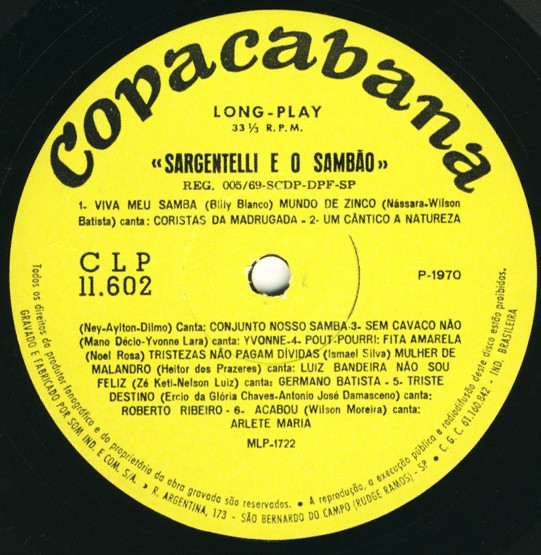 Copacabana
LONG-PLAY
33 ⅓ R.P.M.
«SARGENTELLI E O SAMBÃO»
REG. 005/69-SCDP-DPF-SP
1- VIVA MEU SAMBA (Billy Blanco) MUNDO DE ZINCO (Nássara-Wilson
Batista) canta: CORISTAS DA MADRUGADA - 2- UM CÂNTICO A NATUREZA
CLP
11.602
P-1970
(Ney-Aylton-Dilmo) Canta: CONJUNTO NOSSO SAMBA-3- SEM CAVACO NÃO
(Mano Décio-Yvonne Lara) canta: YVONNE-4- POUT-POURRI: FITA AMARELA
(Noel Rosa) TRISTEZAS NÃO PAGAM DÍVIDAS (Ismael Silva) MULHER DE
MALANDRO (Heitor dos Prazeres) canta: LUIZ BANDEIRA NÃO SOU
FELIZ (Zé Keti-Nelson Luiz) canta: GERMANO BATISTA - 5- TRISTE
DESTINO (Ercio da Glória Chaves-Antonio José Damasceno) canta:
ROBERTO RIBEIRO - 6- ACABOU (Wilson Moreira) canta:
ARLETE MARIA
MLP-1722
Todos os direitos do produtor fonográfico e do proprietário da obra gravada são reservados. • A reprodução, a execução pública e radiodifusão deste disco estão proibidas.
GRAVADO E FABRICADO POR SOM IND. E COM. S/A. • R. ARGENTINA, 173 - SÃO BERNARDO DO CAMPO (RUDGE RAMOS) - SP • C. G. C. 61.160.842 - IND. BRASILEIRA